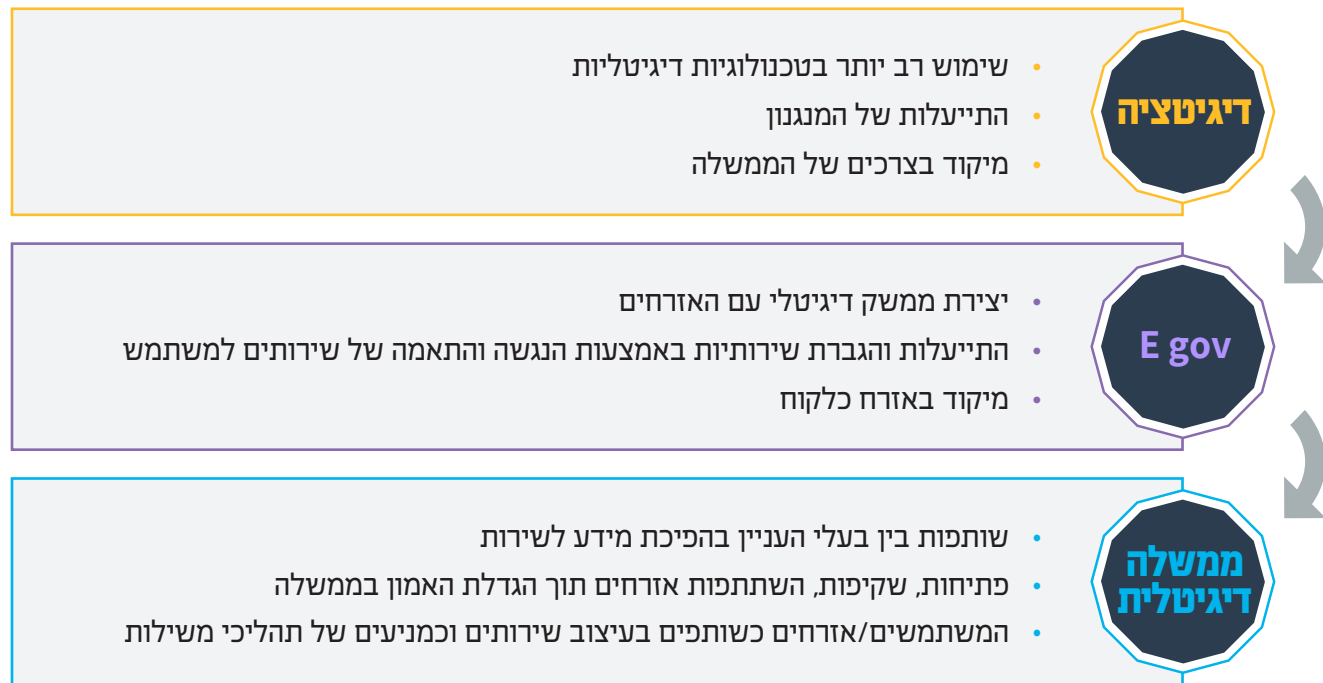 דיגיטציה
• שימוש רב יותר בטכנולוגיות דיגיטליות
• התייעלות של המנגנון
• מיקוד בצרכים של הממשלה
E gov
• יצירת ממשק דיגיטלי עם האזרחים
• התייעלות והגברת שירותיות באמצעות הנגשה והתאמה של שירותים למשתמש
• מיקוד באזרח כלקוח
ממשלה
דיגיטלית
• שותפות בין בעלי העניין בהפיכת מידע לשירות
• פתיחות, שקיפות, השתתפות אזרחים תוך הגדלת האמון בממשלה
• המשתמשים/אזרחים כשותפים בעיצוב שירותים וכמניעים של תהליכי משילות